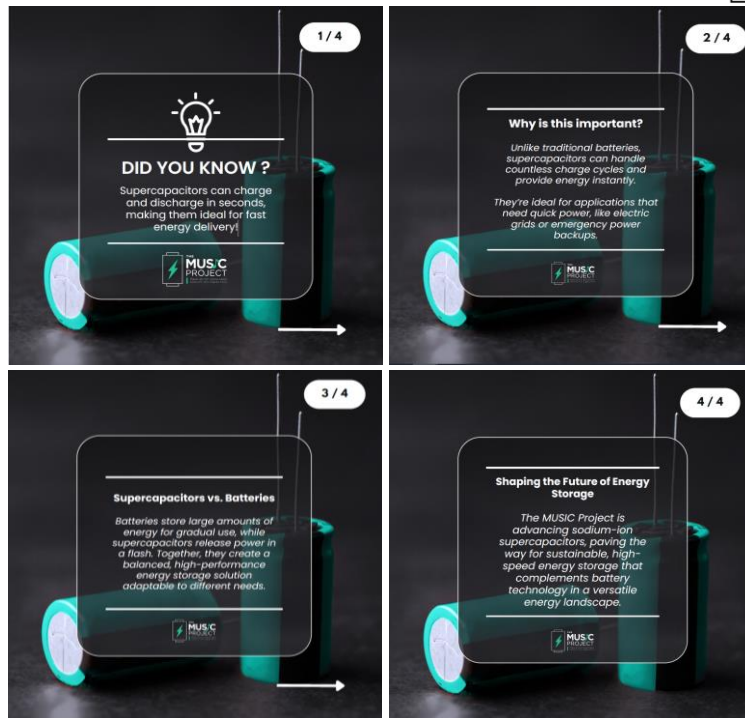 1 / 4
DID YOU KNOW ?
Supercapacitors can charge
and discharge in seconds,
making them ideal for fast
energy delivery!
THE
MUSIC
PROJECT
2 / 4
Why is this important?
Unlike traditional batteries,
supercapacitors can handle
countless charge cycles and
provide energy instantly.
They're ideal for applications that
need quick power, like electric
grids or emergency power
backups.
THE
MUSIC
PROJECT
3 / 4
Supercapacitors vs. Batteries
Batteries store large amounts of
energy for gradual use, while
supercapacitors release power in
a flash. Together, they create a
balanced, high-performance
energy storage solution
adaptable to different needs.
THE
MUSIC
PROJECT
4 / 4
Shaping the Future of Energy
Storage
The MUSIC Project is
advancing sodium-ion
supercapacitors, paving the
way for sustainable, high-
speed energy storage that
complements battery
technology in a versatile
energy landscape.
THE
MUSIC
PROJECT